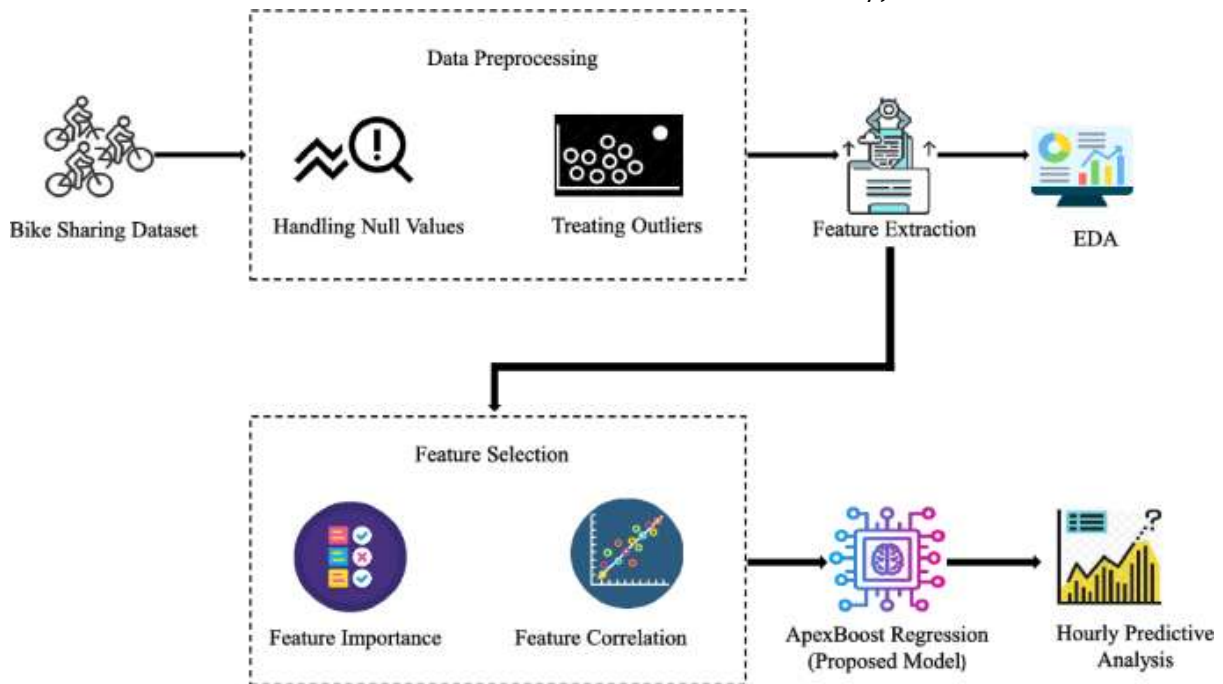 Data Preprocessing
Bike Sharing Dataset
Handling Null Values
Treating Outliers
Feature Extraction
EDA
Feature Selection
Feature Importance
Feature Correlation
ApexBoost Regression
(Proposed Model)
Hourly Predictive
Analysis